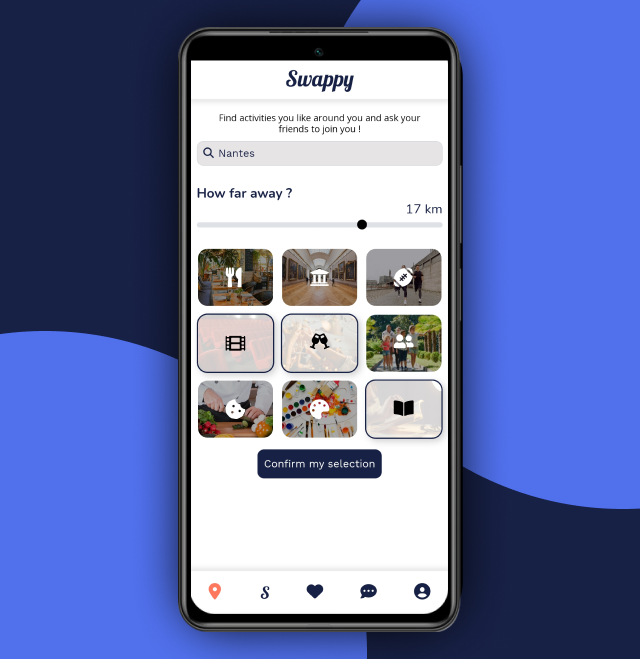 Swappy
Find activities you like around you and ask your
friends to join you !
Nantes
How far away ?
17 km
Confirm my selection
S